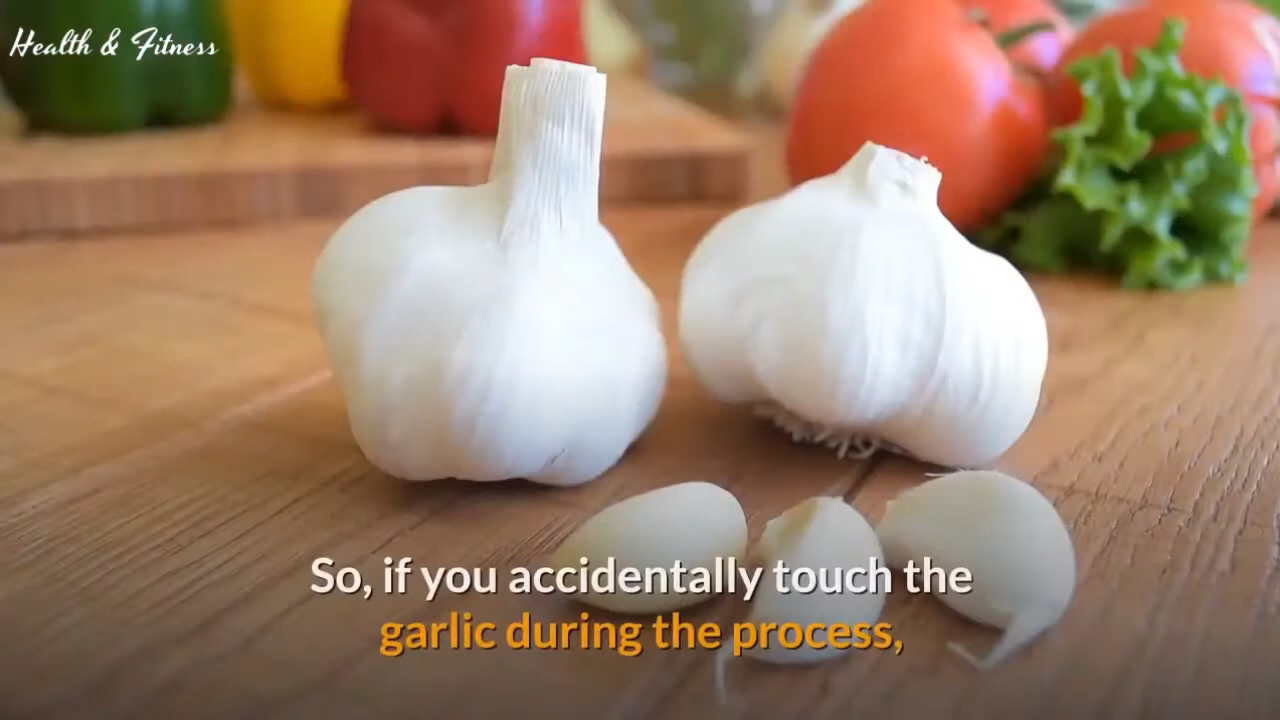 Health & Fitness
So, if you accidentally touch the
garlic during the process,